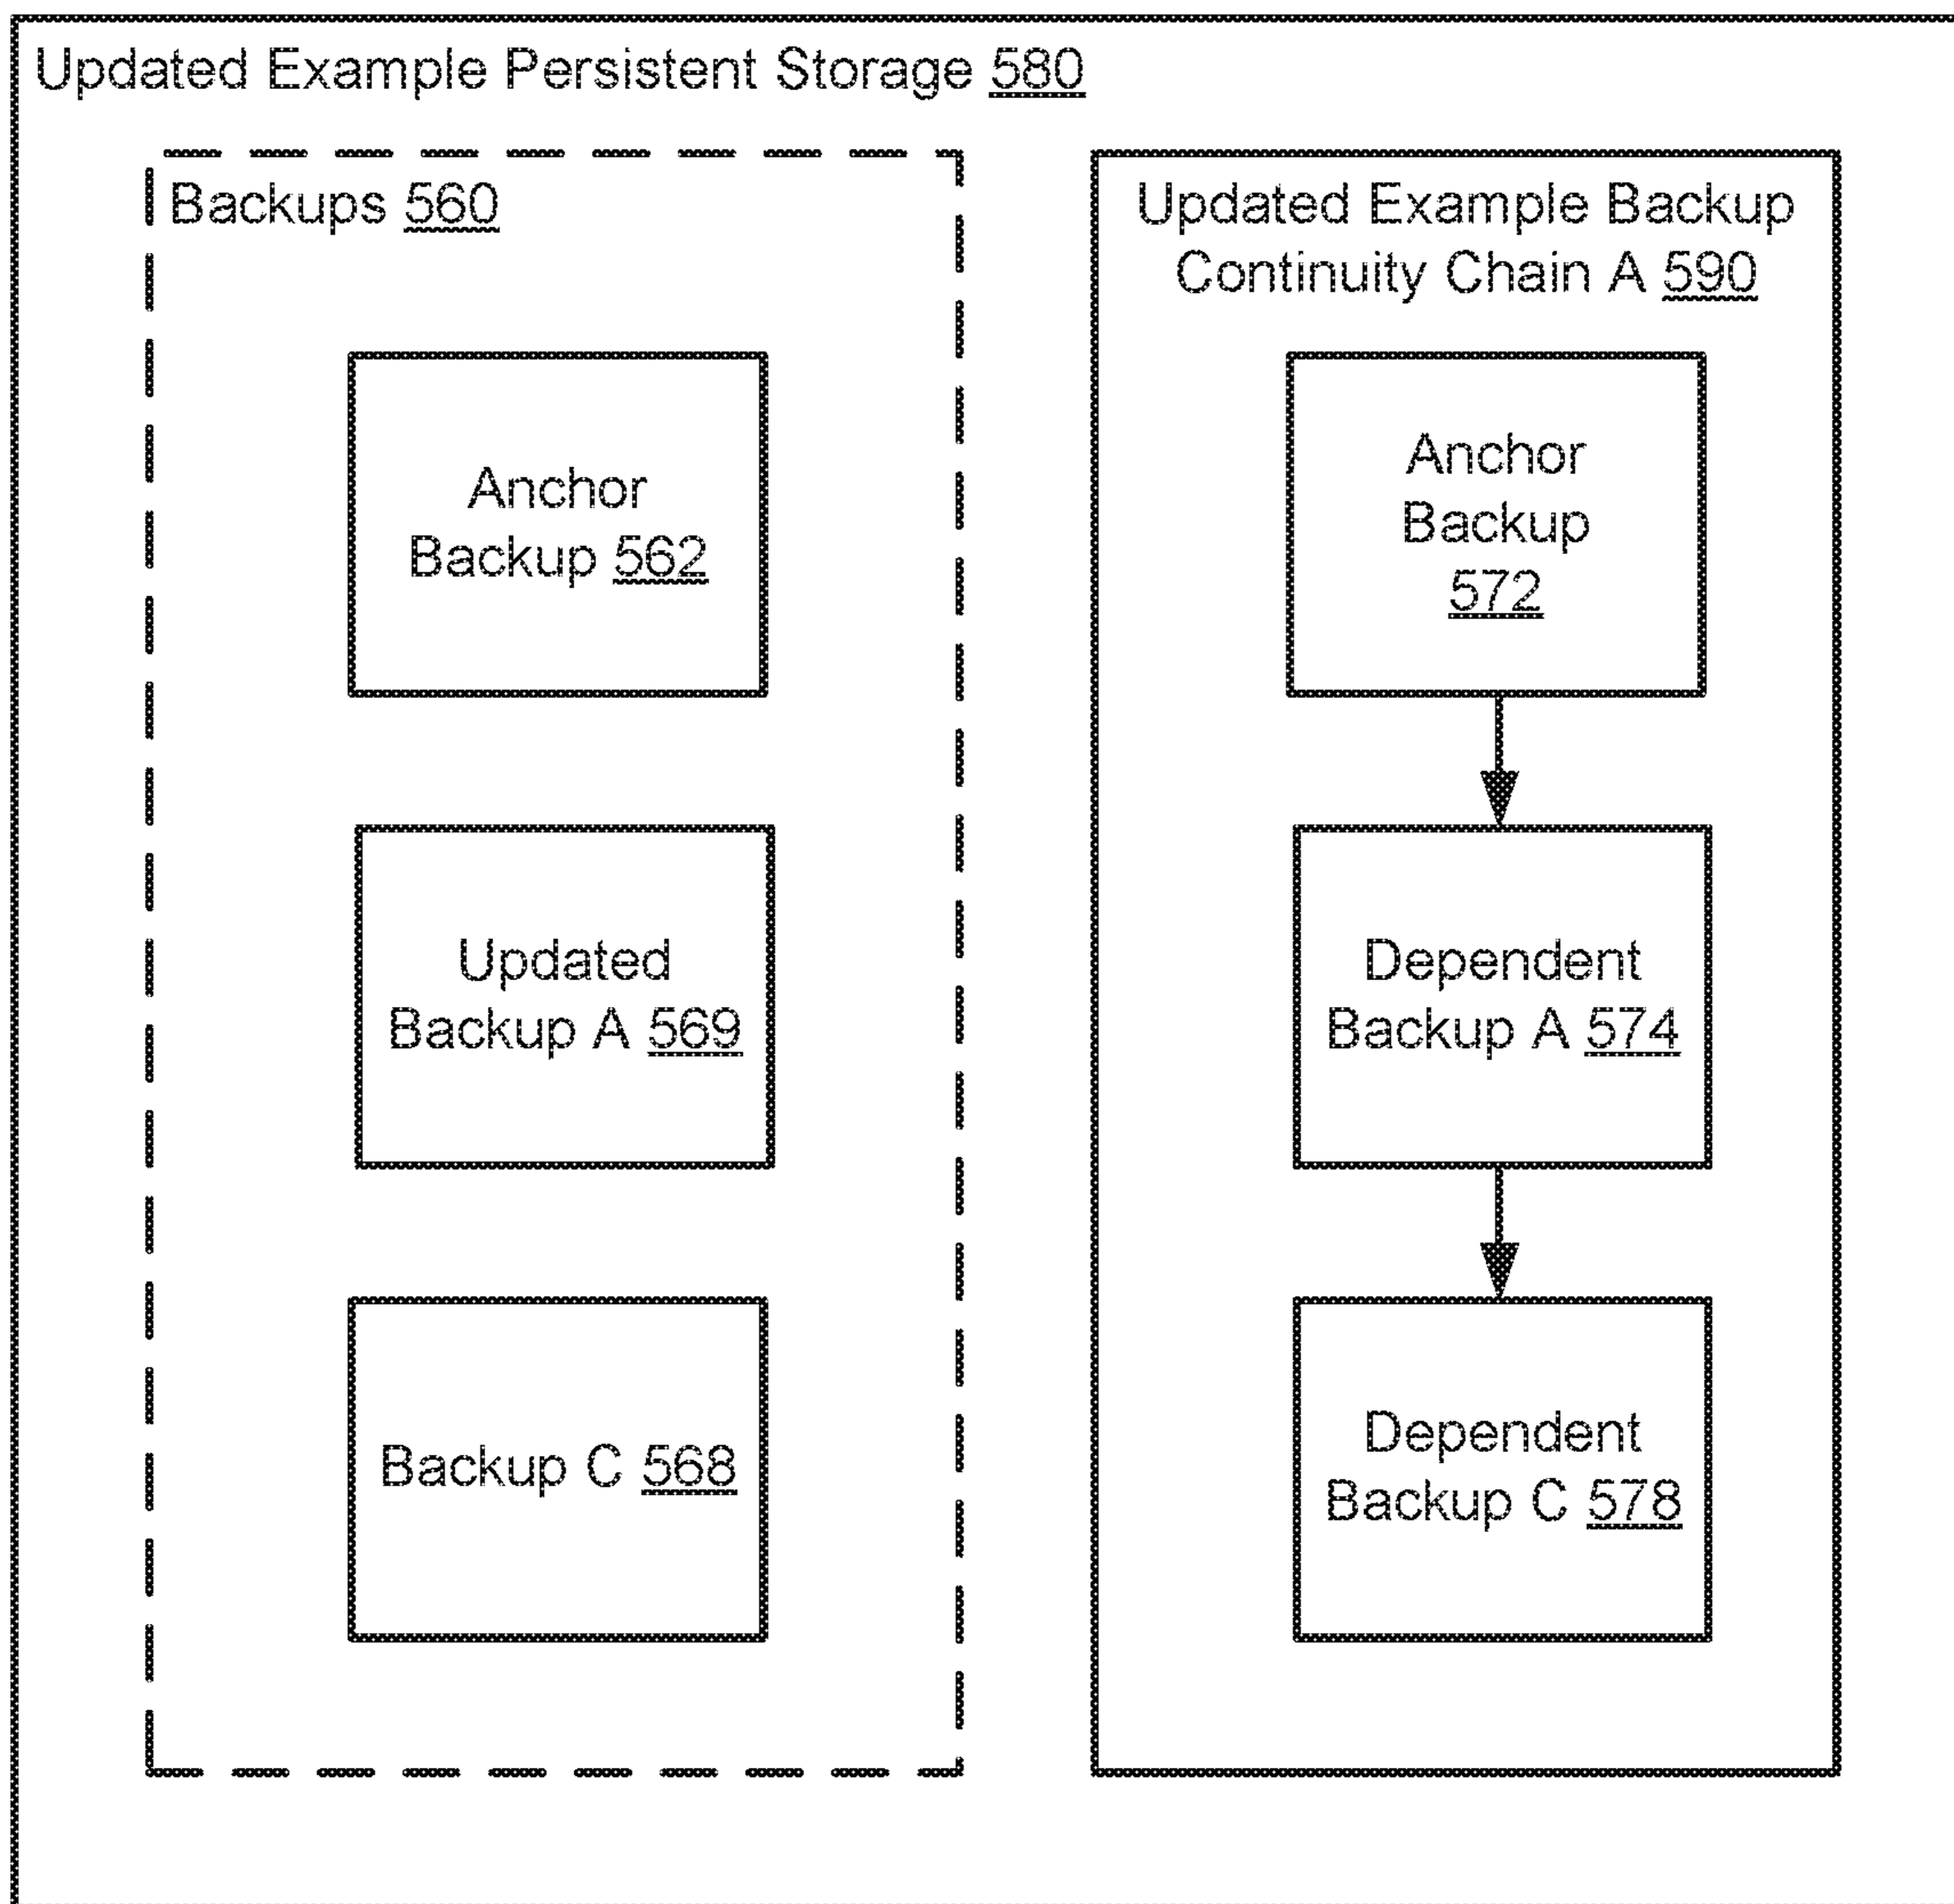 Updated Example Persistent Storage 580
Backups 560
Anchor
Backup 562
Updated
Backup A 569
Backup C 568
Updated Example Backup
Continuity Chain A 590
Anchor
Backup
572
Dependent
Backup A 574
Dependent
Backup C 578